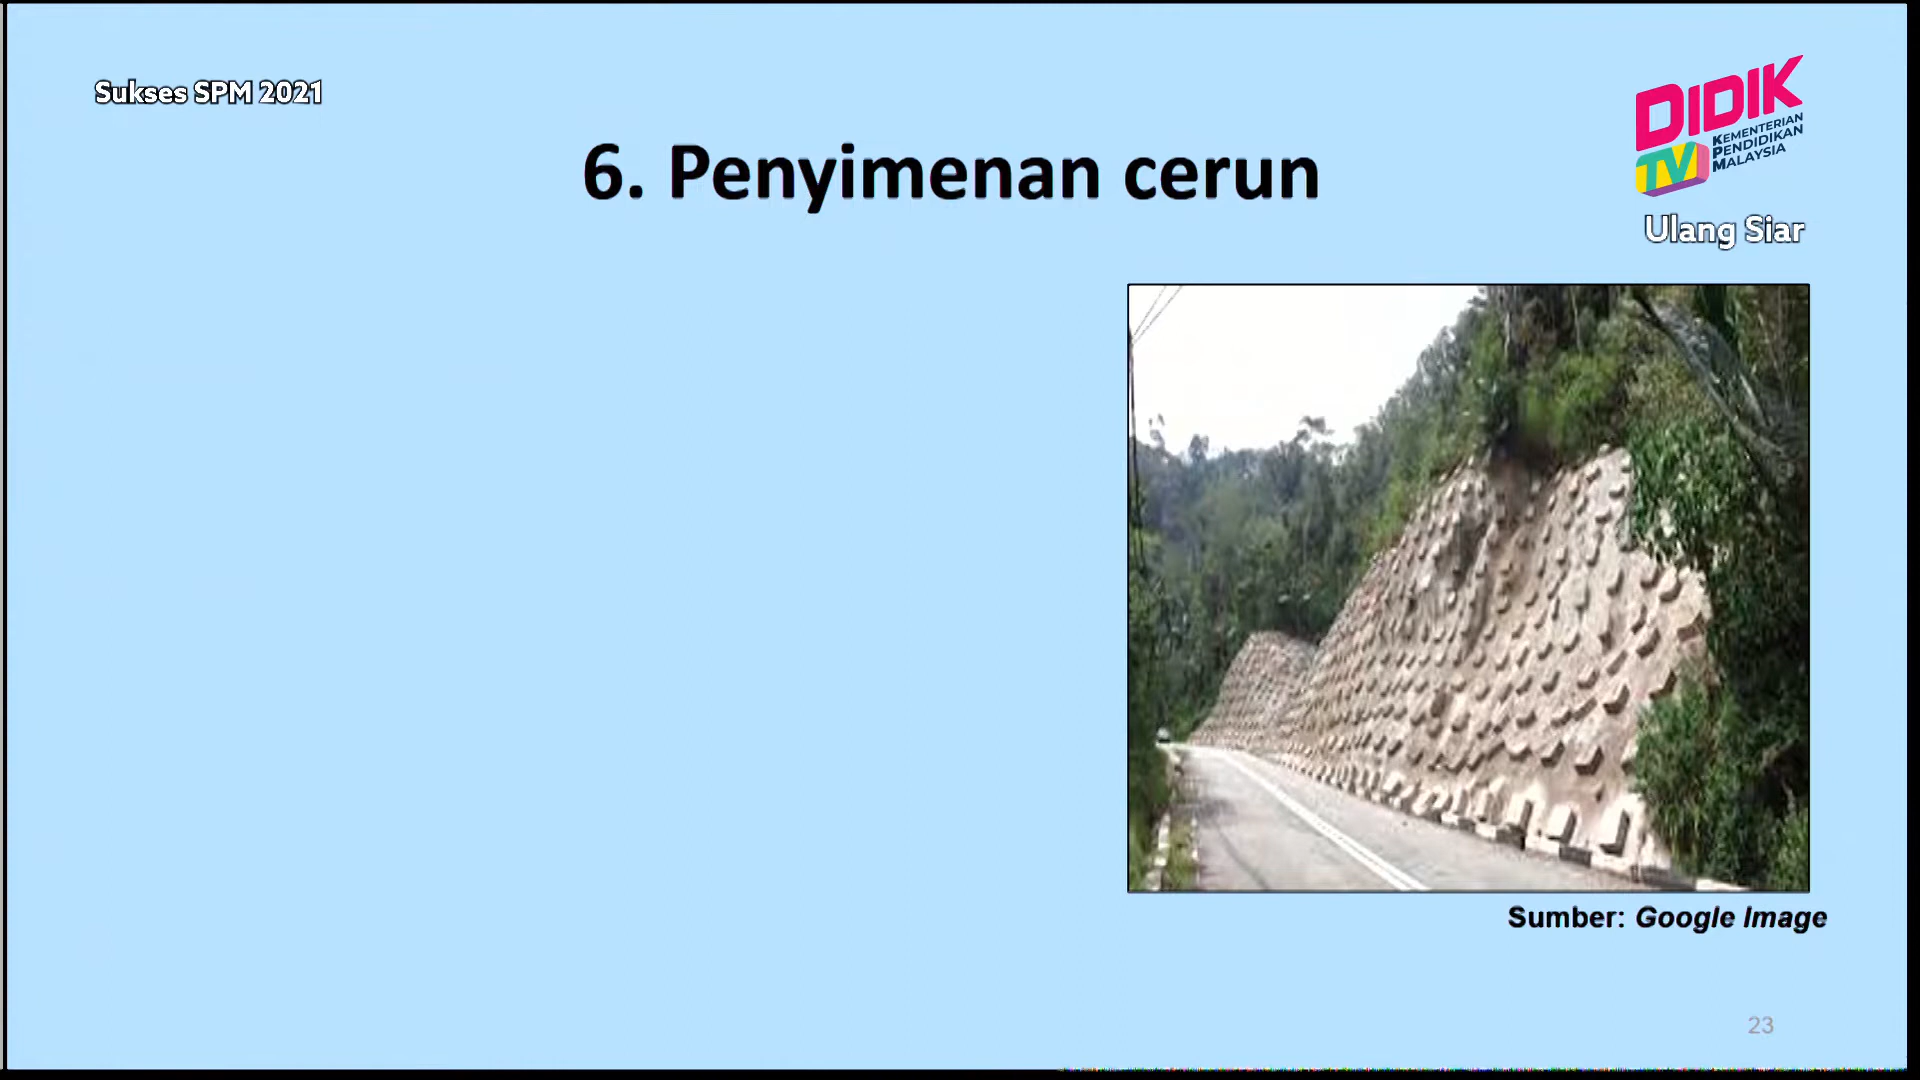 Sukses SPM 2021
DIDIK
TV
KEMENTERIAN
PENDIDIKAN
MALAYSIA
Ulang Siar
6. Penyimenan cerun
Sumber: Google Image
23